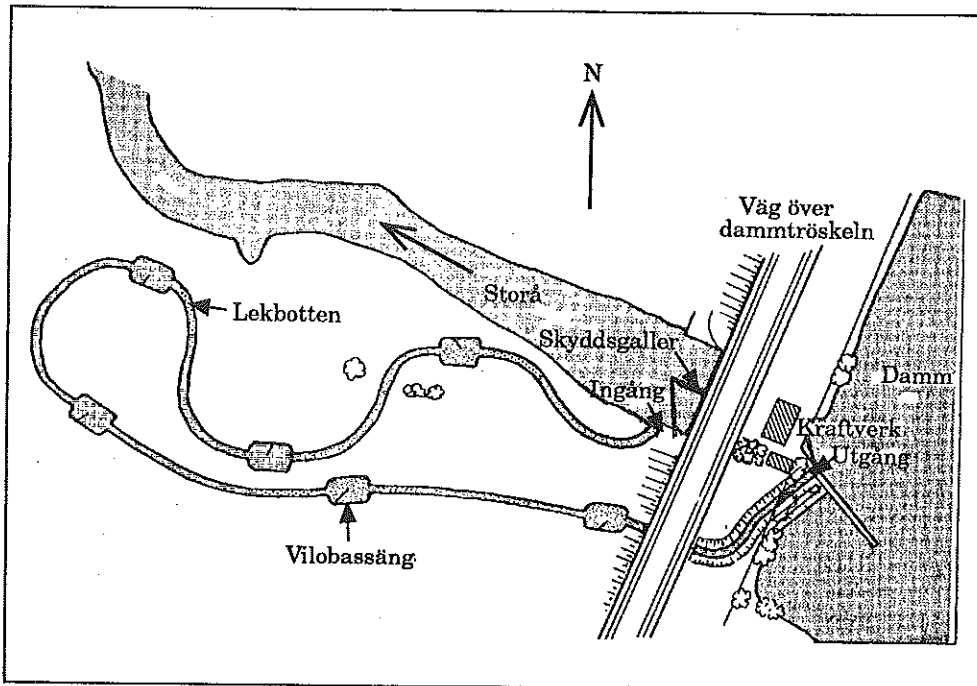 N
Väg över
dammtröskeln
Lekbotten
Storå
Skyddsgaller
Ingång
Damm
Kraftverk
Utgång
Vilobassäng